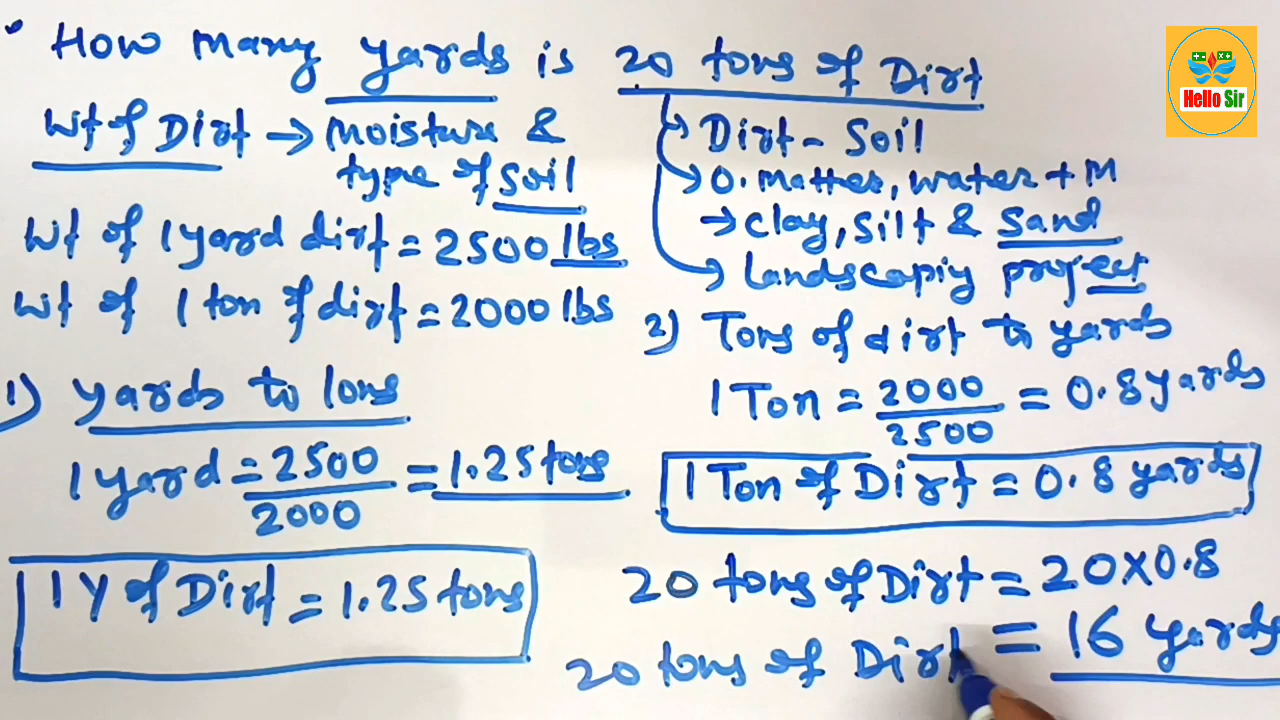 How many yards is 20 tons of Dirt
Wt of Dirt → Moisture &
type of soil
Wt of 1 yard dirt = 2500 lbs
Wt of 1 ton of dirt = 2000 lbs
1) yards to tons
1 yard = 2500/2000 = 1.25 tons
1 Y of Dirt = 1.25 tons
→ Dirt - Soil
→ O. Matter, water + M
→ Clay, Silt & Sand
→ landscapiy project
2) Tons of dirt to yards
1 Ton = 2000/2500 = 0.8 yards
1 Ton of Dirt = 0.8 yards
20 tons of Dirt = 20x0.8
20 tons of Dirt = 16 yards
Hello Sir